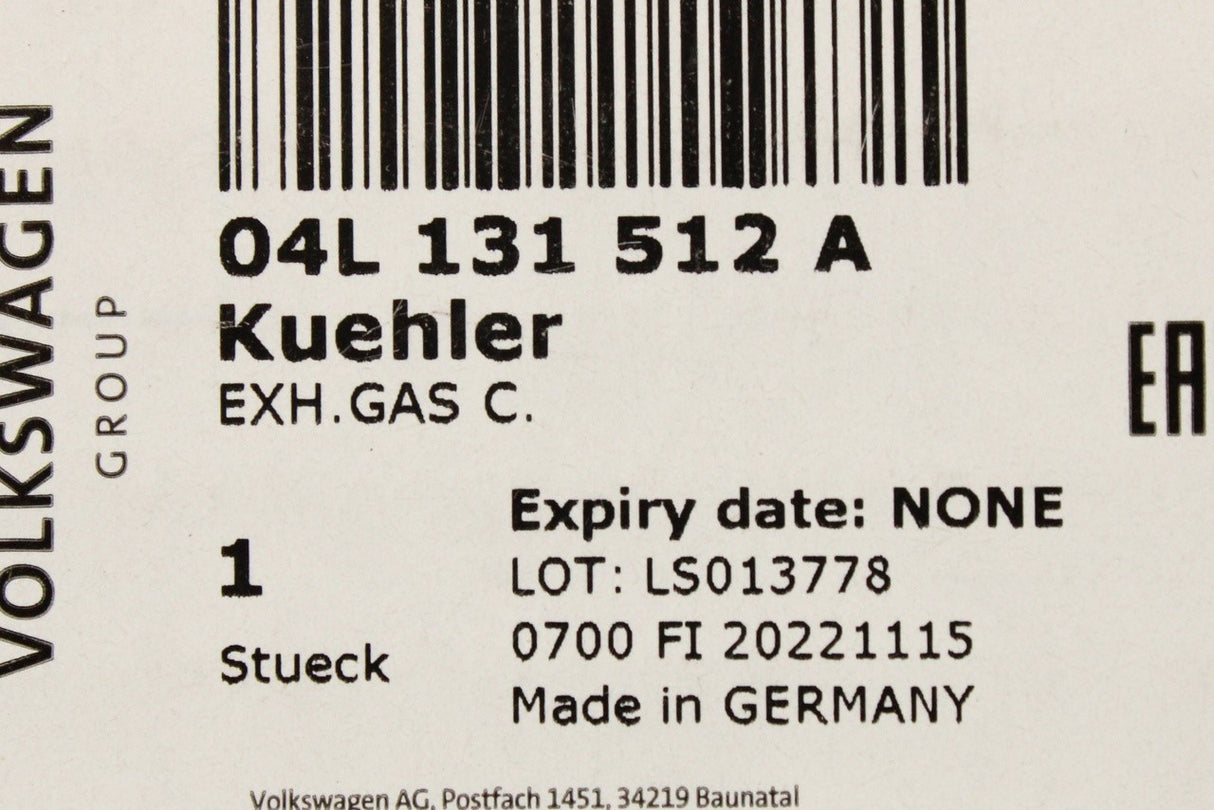 VOLKSWAGEN
GROUP
04L 131 512 A
Kuehler
EXH.GAS C.
EA
1
Stueck
Expiry date: NONE
LOT: LS013778
0700 FI 20221115
Made in GERMANY
Volkswagen AG, Postfach 1451, 34219 Baunatal